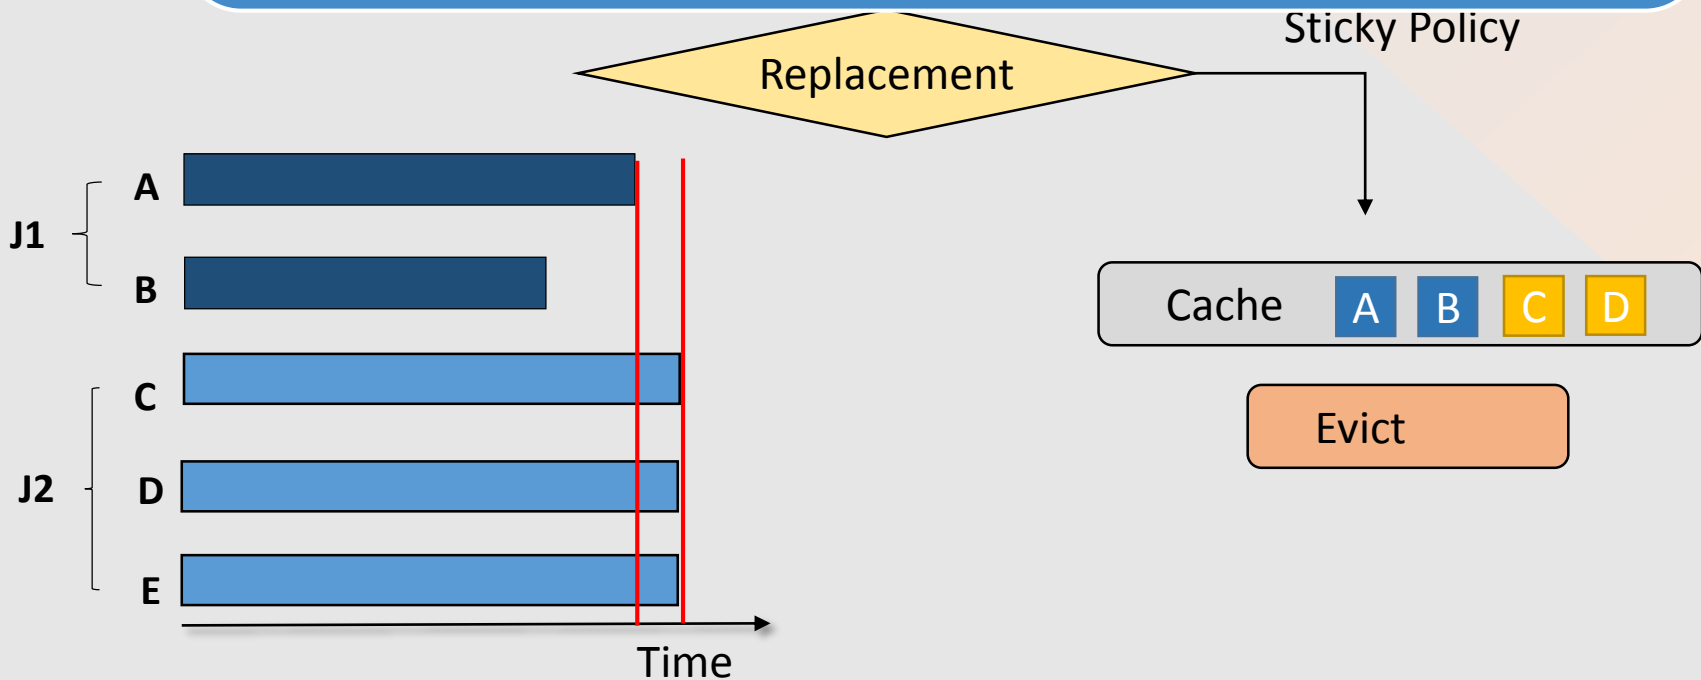 Sticky Policy
Replacement
A
J1
B
Cache A B C D
C
Evict
J2
D
E
Time